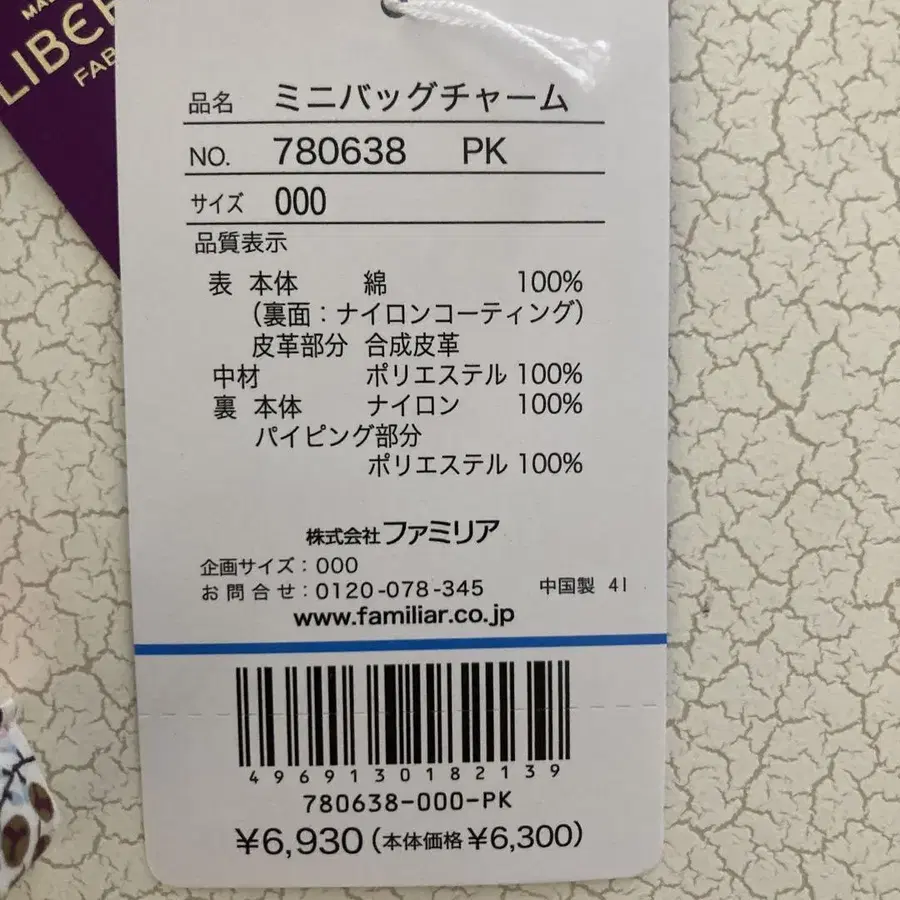 LIBER
FAB
品名 ミニバッグチャーム
NO. 780638 PK
サイズ 000
品質表示
表 本体 綿 100%
(裏面：ナイロンコーティング)
皮革部分 合成皮革
中材 ポリエステル 100%
裏 本体 ナイロン 100%
パイピング部分
ポリエステル 100%
株式会社ファミリア
企画サイズ：000
お問合せ：0120-078-345 中国製 41
www.familiar.co.jp
4969130182139
780638-000-PK
¥6,930(本体価格¥6,300)